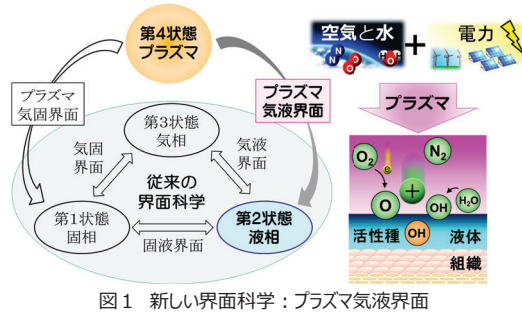 第4状態
プラズマ
プラズマ
気固界面
プラズマ
気液界面
第3状態
気相
気固
界面
気液
界面
従来の
界面科学
第1状態
固相
固液界面
第2状態
液相
空気と水
N
N
O
O
H
H
O
+
電力
プラズマ
O₂
N₂
e
+
O
OH
H₂O
活性種
OH
液体
組織
図1 新しい界面科学：プラズマ気液界面